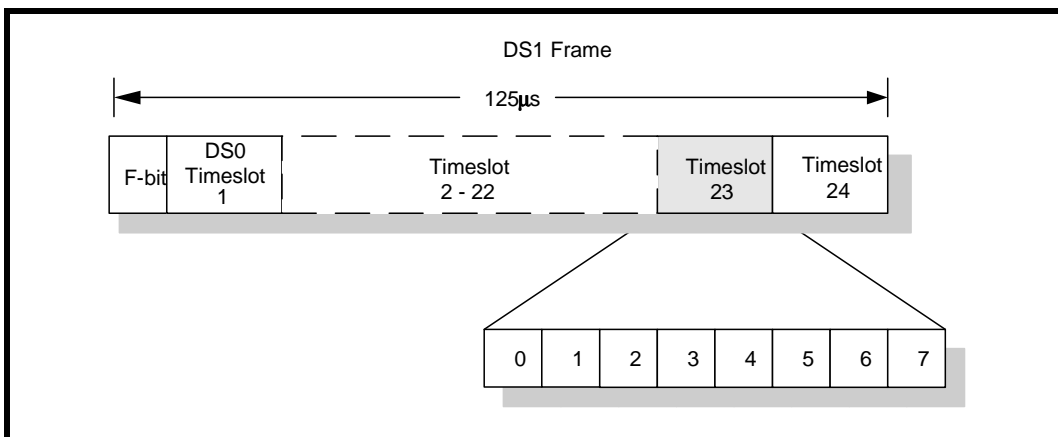 DS1 Frame
125μs
F-bit
DS0
Timeslot
1
Timeslot
2 - 22
Timeslot
23
Timeslot
24
0 1 2 3 4 5 6 7